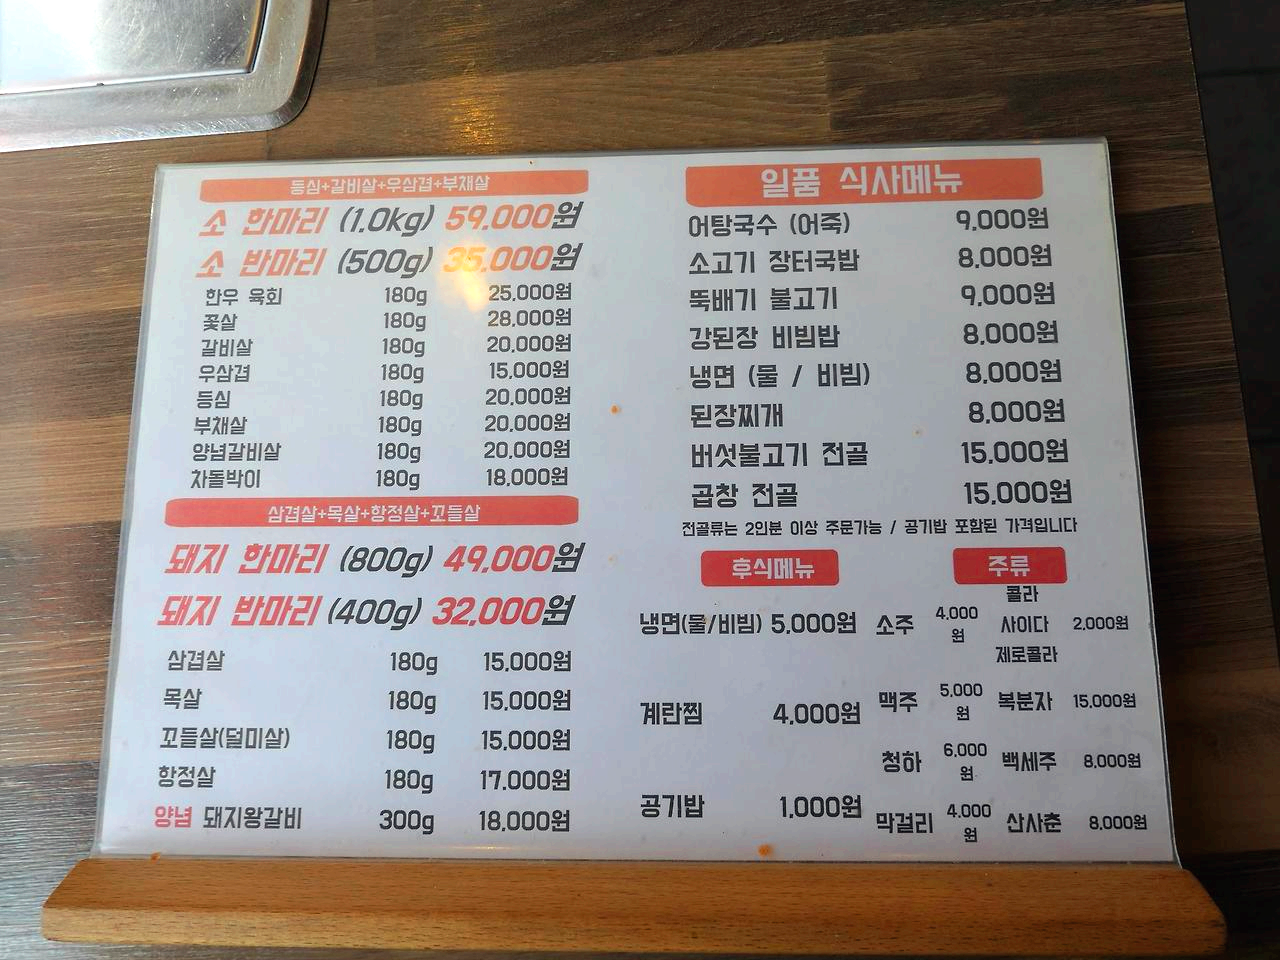 등심+갈비살+우삼겹+부채살
소 한마리 (1.0kg) 59,000원
소 반마리 (500g) 35,000원
한우 육회 180g 25,000원
꽃살 180g 28,000원
갈비살 180g 20,000원
우삼겹 180g 15,000원
등심 180g 20,000원
부채살 180g 20,000원
양념갈비살 180g 20,000원
차돌박이 180g 18,000원
삼겹살+목살+항정살+꼬들살
돼지 한마리 (800g) 49,000원
돼지 반마리 (400g) 32,000원
삼겹살 180g 15,000원
목살 180g 15,000원
꼬들살(덜미살) 180g 15,000원
항정살 180g 17,000원
양념 돼지왕갈비 300g 18,000원
일품 식사메뉴
어탕국수 (어죽) 9,000원
소고기 장터국밥 8,000원
뚝배기 불고기 9,000원
강된장 비빔밥 8,000원
냉면 (물 / 비빔) 8,000원
된장찌개 8,000원
버섯불고기 전골 15,000원
곱창 전골 15,000원
전골류는 2인분 이상 주문가능 / 공기밥 포함된 가격입니다
후식메뉴
냉면(물/비빔) 5,000원
계란찜 4,000원
공기밥 1,000원
주류
소주 4,000원
맥주 5,000원
청하 6,000원
막걸리 4,000원
콜라
사이다 2,000원
제로콜라
복분자 15,000원
백세주 8,000원
산사춘 8,000원